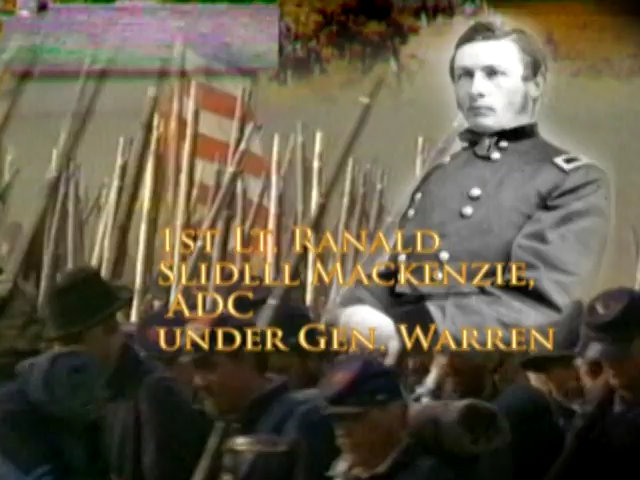 1st Lt. Ranald
Slidell Mackenzie,
ADC
under Gen. Warren